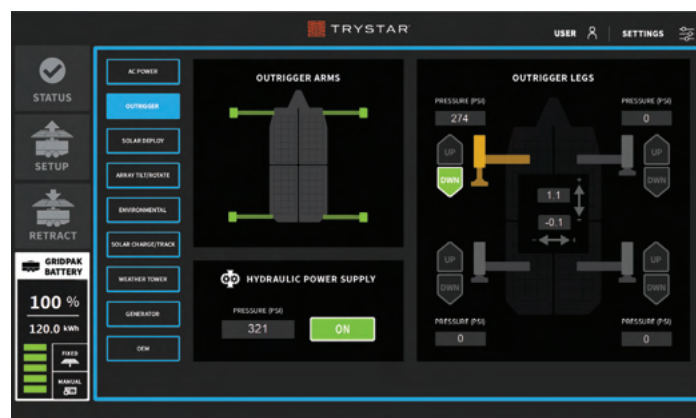 TRYSTAR
USER
SETTINGS
STATUS
SETUP
RETRACT
GRIDPAK
BATTERY
100 %
120.0 kWh
FIXED
MANUAL
AC POWER
OUTRIGGER
SOLAR DEPLOY
ARRAY TILT/ROTATE
ENVIRONMENTAL
SOLAR CHARGE/TRACK
WEATHER TOWER
GENERATOR
OEM
OUTRIGGER ARMS
HYDRAULIC POWER SUPPLY
PRESSURE (PSI)
321
ON
OUTRIGGER LEGS
PRESSURE (PSI)
274
PRESSURE (PSI)
0
UP
DWN
UP
DWN
1.1
-0.1
UP
DWN
UP
DWN
PRESSURE (PSI)
0
PRESSURE (PSI)
0